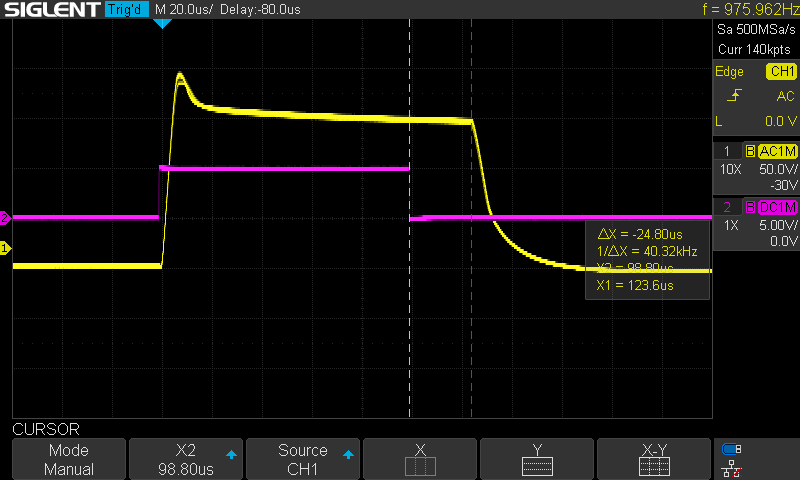 SIGLENT Trig'd M 20.0us/ Delay:-80.0us f = 975.962Hz
Sa 500MSa/s
Curr 140kpts
Edge CH1
AC
L 0.0 V
1 B AC1M
10X 50.0V/
-30V
2 B DC1M
1X 5.00V/
0.0V
2
1
ΔX = -24.80us
1/ΔX = 40.32kHz
X2 = 98.80us
X1 = 123.6us
CURSOR
Mode X2 Source X Y X-Y
Manual 98.80us CH1